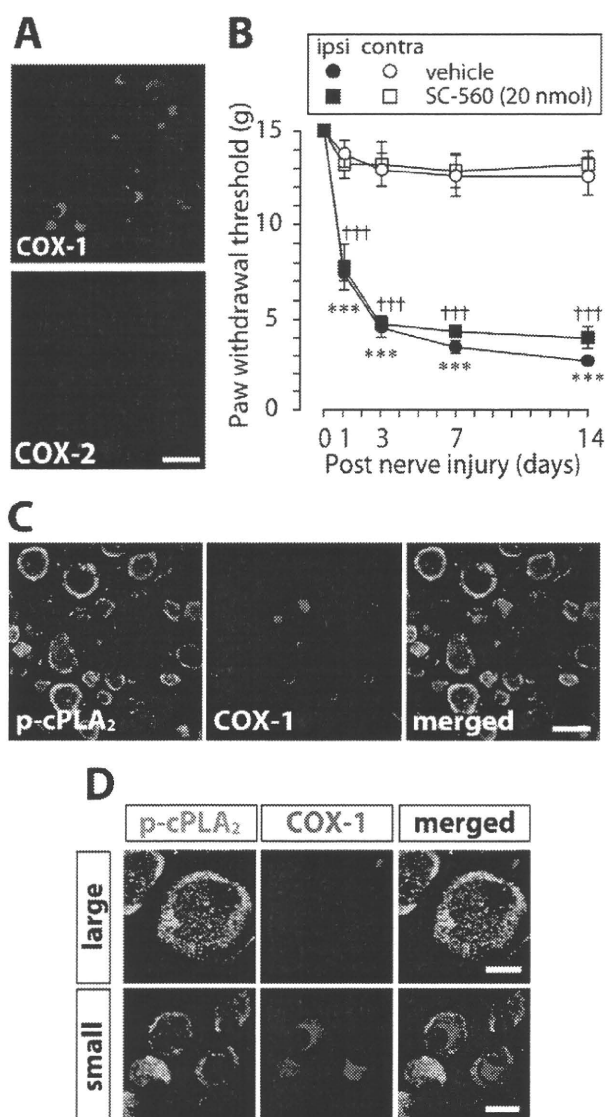 A
COX-1
COX-2
B
ipsi contra
● ○ vehicle
■ □ SC-560 (20 nmol)
Paw withdrawal threshold (g)
15
10
5
0
†††
***
†††
***
†††
***
†††
***
0 1 3 7 14
Post nerve injury (days)
C
p-cPLA₂ COX-1 merged
D
p-cPLA₂ COX-1 merged
large
small